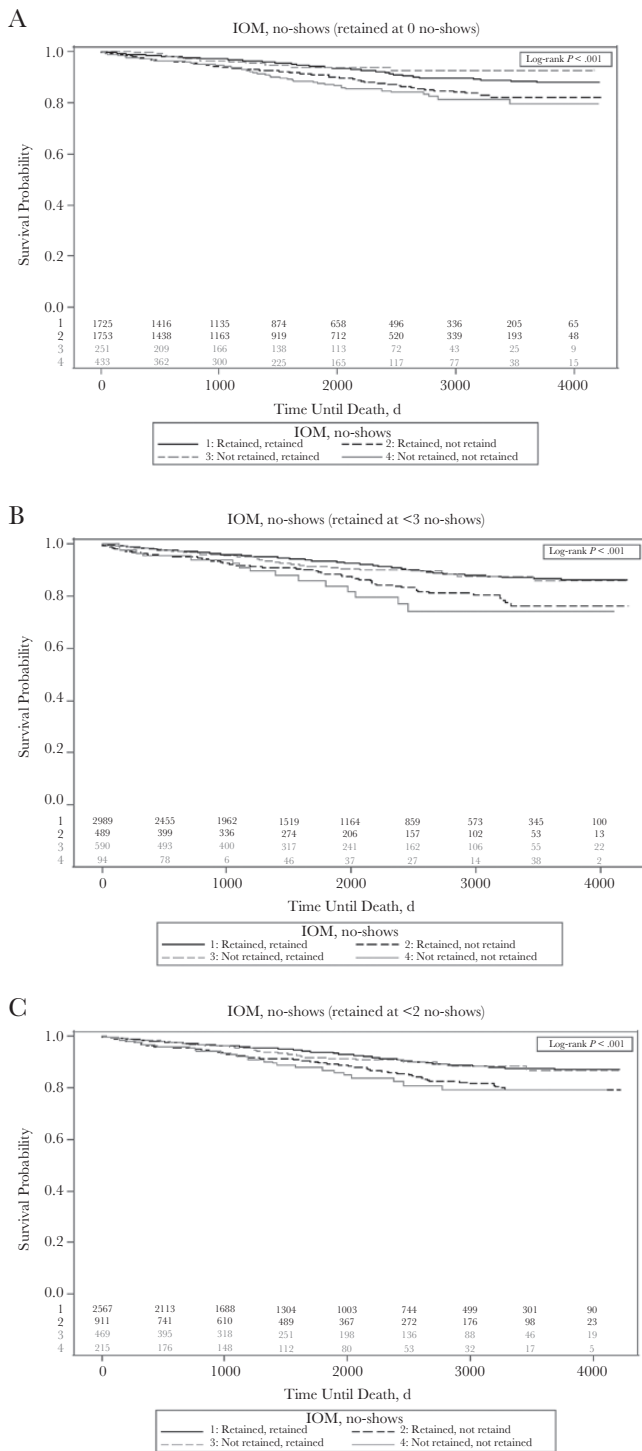 A
IOM, no-shows (retained at 0 no-shows)
Log-rank P < .001
Survival Probability
1.0
0.8
0.6
0.4
0.2
0.0
1 1725 1416 1135 874 658 496 336 205 65
2 1753 1438 1163 919 712 520 339 193 48
3 251 209 166 138 113 72 43 25 9
4 433 362 300 225 165 117 77 38 15
0 1000 2000 3000 4000
Time Until Death, d
IOM, no-shows
1: Retained, retained 2: Retained, not retaind
3: Not retained, retained 4: Not retained, not retained
B
IOM, no-shows (retained at <3 no-shows)
Log-rank P < .001
Survival Probability
1.0
0.8
0.6
0.4
0.2
0.0
1 2989 2455 1962 1519 1164 859 573 345 100
2 489 399 336 274 206 157 102 53 13
3 590 493 400 317 241 162 106 55 22
4 94 78 6 46 37 27 14 38 2
0 1000 2000 3000 4000
Time Until Death, d
IOM, no-shows
1: Retained, retained 2: Retained, not retaind
3: Not retained, retained 4: Not retained, not retained
C
IOM, no-shows (retained at <2 no-shows)
Log-rank P < .001
Survival Probability
1.0
0.8
0.6
0.4
0.2
0.0
1 2567 2113 1688 1304 1003 744 499 301 90
2 911 741 610 489 367 272 176 98 23
3 469 395 318 251 198 136 88 46 19
4 215 176 148 112 80 53 32 17 5
0 1000 2000 3000 4000
Time Until Death, d
IOM, no-shows
1: Retained, retained 2: Retained, not retaind
3: Not retained, retained 4: Not retained, not retained